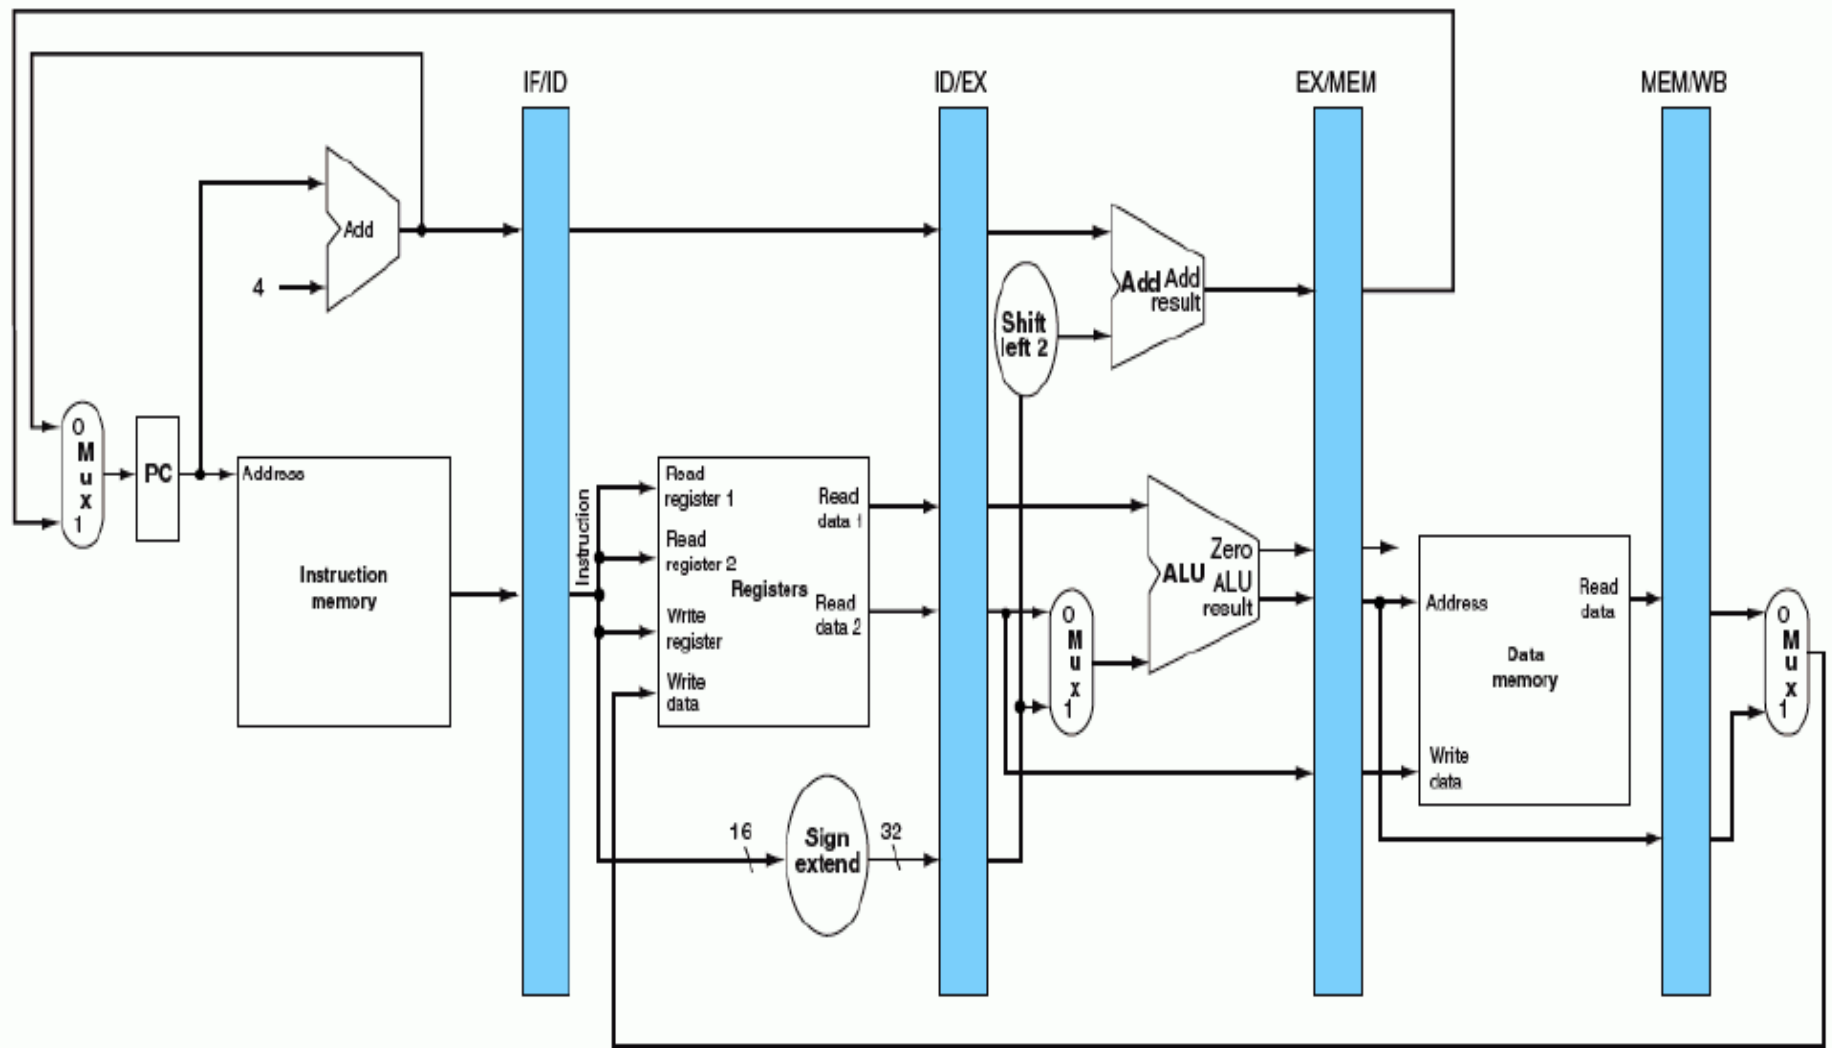 IF/ID
ID/EX
EX/MEM
MEM/WB
Add
4
Add Add
result
Shift
left 2
0
M
u
x
1
PC
Address
Instruction
memory
Instruction
Read
register 1
Read
register 2
Write
register
Write
data
Registers
Read
data 1
Read
data 2
16
Sign
extend
32
0
M
u
x
1
ALU
Zero
ALU
result
Address
Read
data
Data
memory
Write
data
0
M
u
x
1